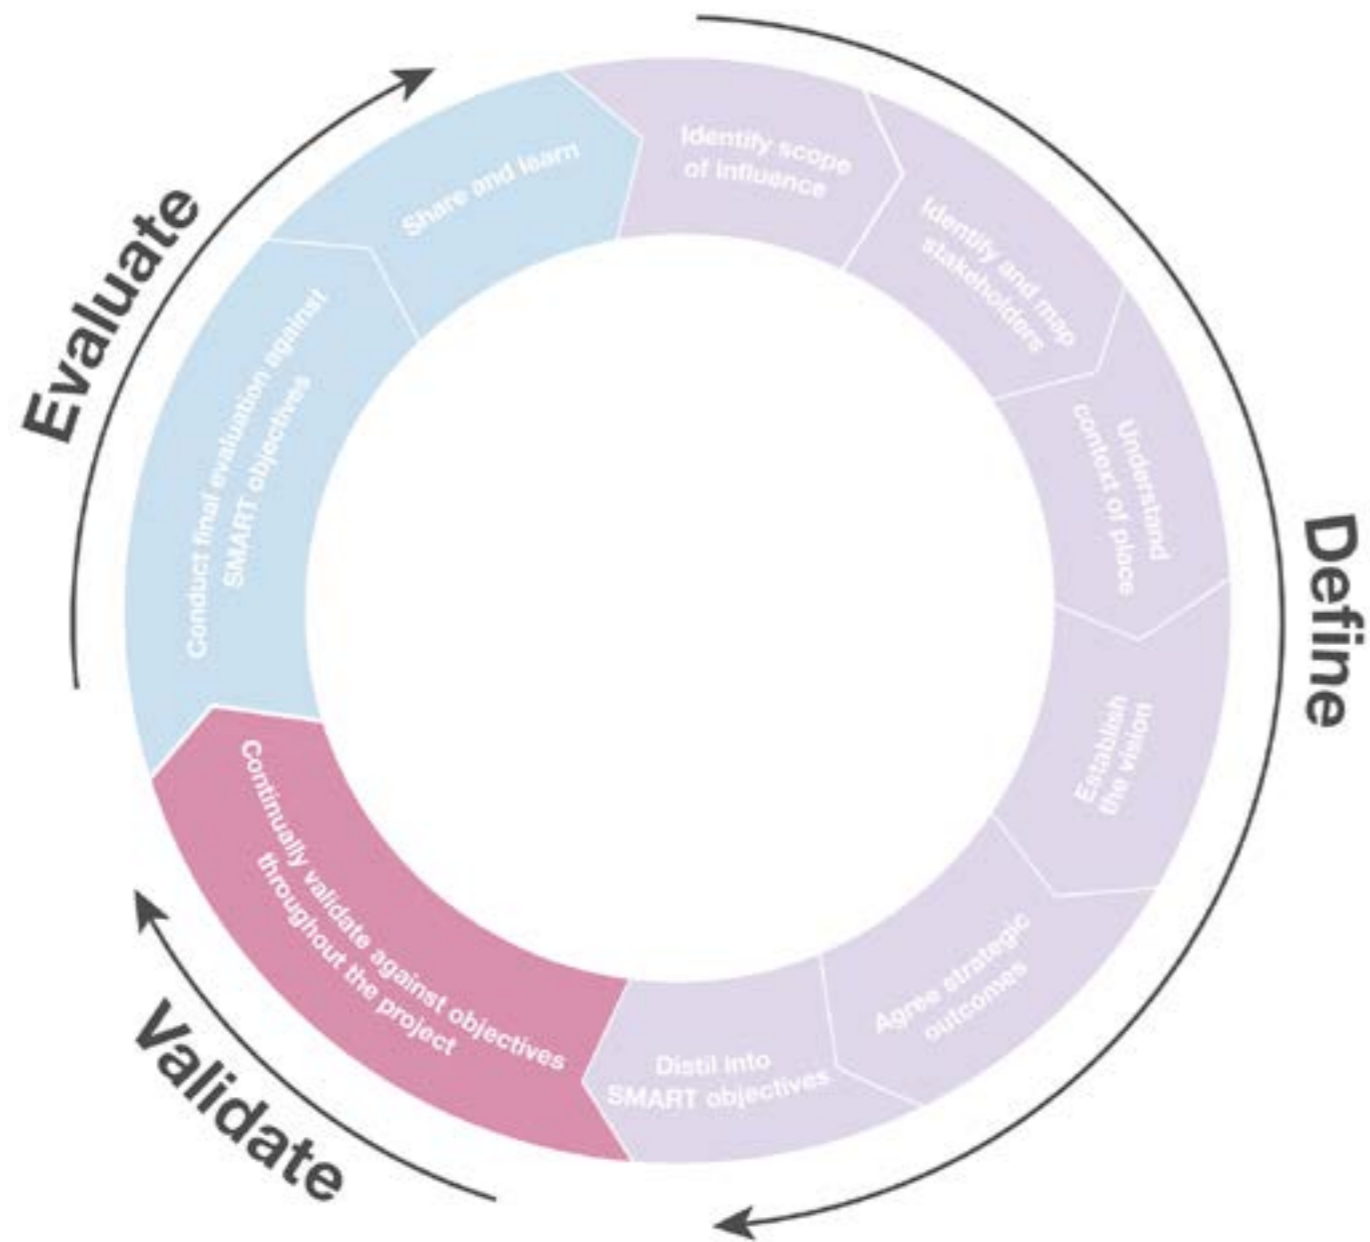 Identify scope
of influence
Identify and map
stakeholders
Understand
context of place
Establish
the vision
Agree strategic
outcomes
Distil into
SMART objectives
Continually validate against objectives
throughout the project
Conduct final evaluation against
SMART objectives
Share and learn
Define
Validate
Evaluate